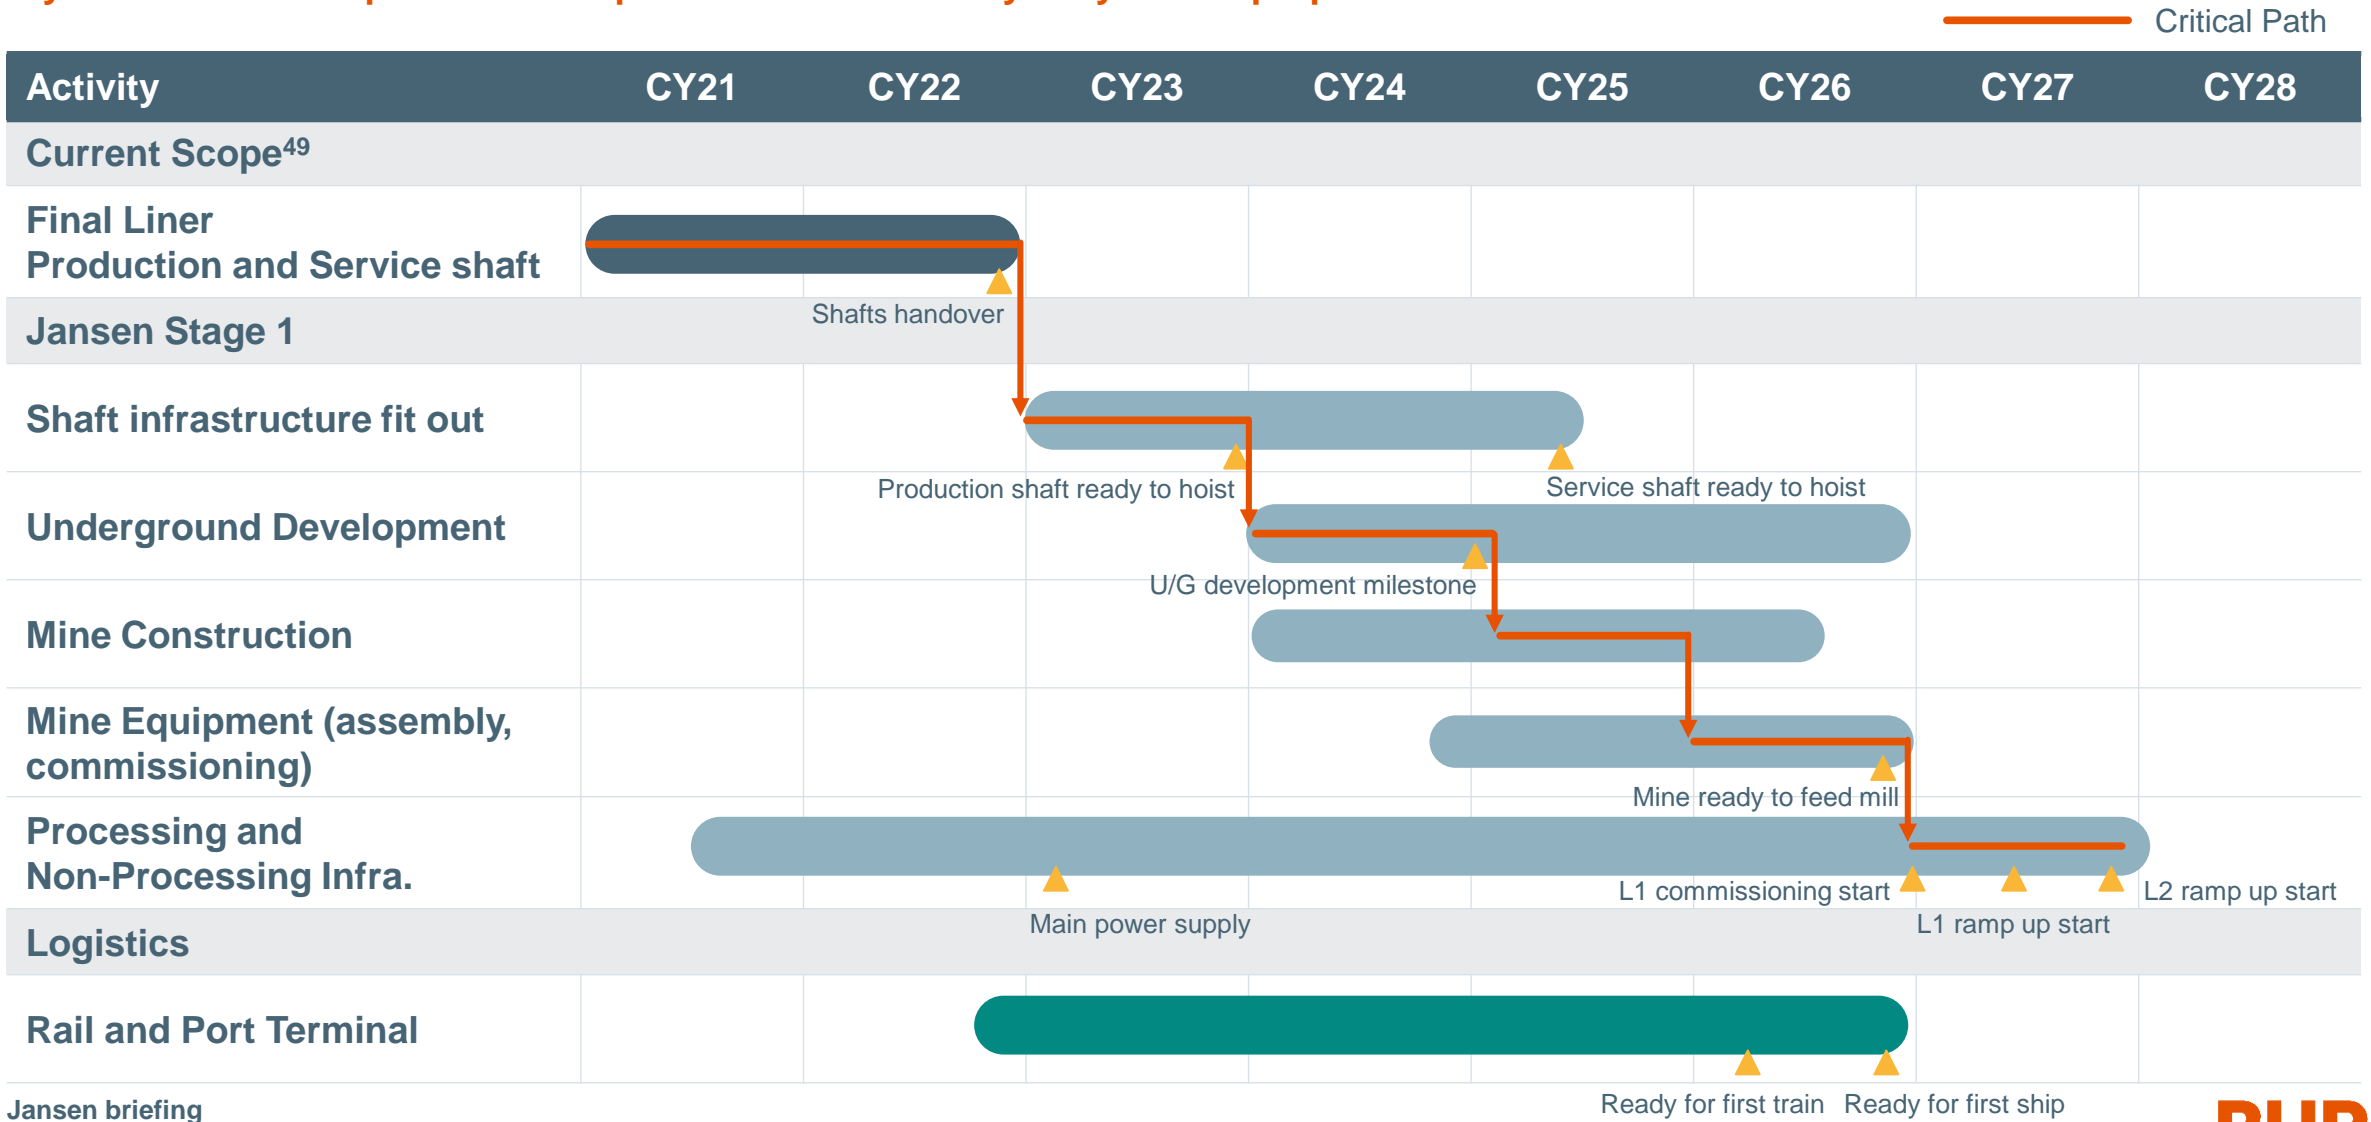 Critical Path
Activity CY21 CY22 CY23 CY24 CY25 CY26 CY27 CY28
Current Scope⁴⁹
Final Liner
Production and Service shaft
Shafts handover
Jansen Stage 1
Shaft infrastructure fit out
Production shaft ready to hoist
Service shaft ready to hoist
Underground Development
U/G development milestone
Mine Construction
Mine Equipment (assembly,
commissioning)
Mine ready to feed mill
Processing and
Non-Processing Infra.
L1 commissioning start
L2 ramp up start
Main power supply
L1 ramp up start
Logistics
Rail and Port Terminal
Ready for first train
Ready for first ship
Jansen briefing